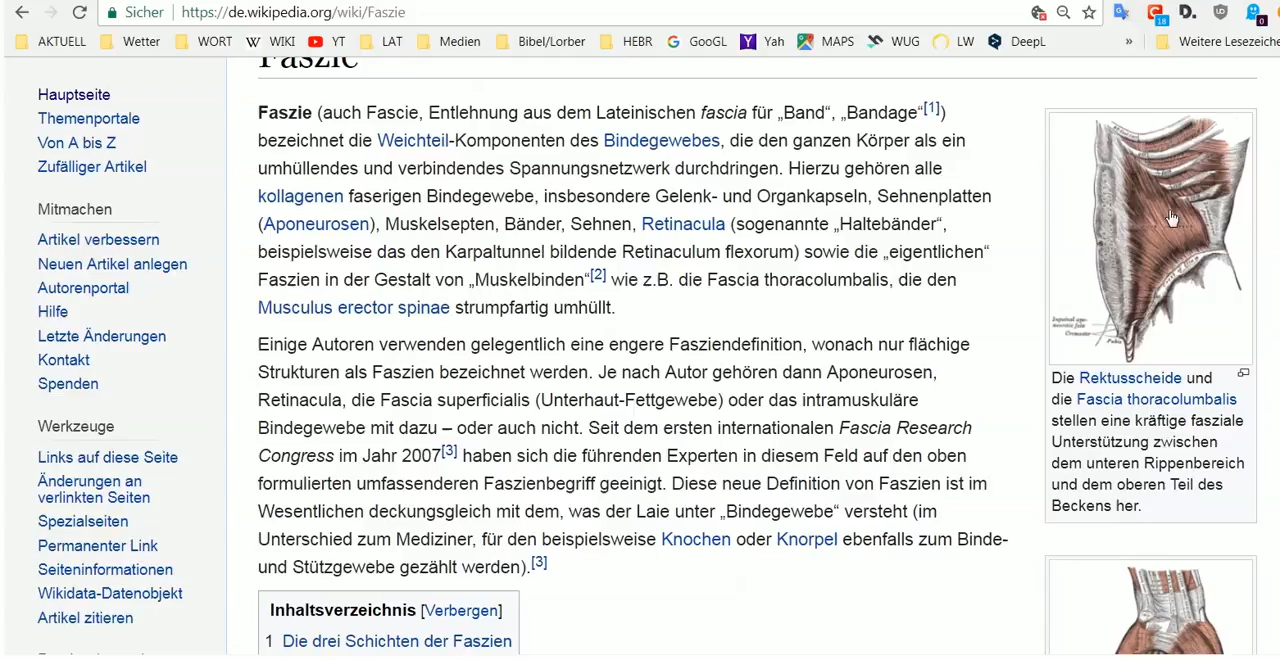 Sicher https://de.wikipedia.org/wiki/Faszie
18
D.
UD
0
AKTUELL Wetter WORT W WIKI YT LAT Medien Bibel/Lorber HEBR G GooGL Y Yah MAPS WUG LW DeepL » Weitere Lesezeiche
Faszie
Hauptseite
Themenportale
Von A bis Z
Zufälliger Artikel
Mitmachen
Artikel verbessern
Neuen Artikel anlegen
Autorenportal
Hilfe
Letzte Änderungen
Kontakt
Spenden
Werkzeuge
Links auf diese Seite
Änderungen an
verlinkten Seiten
Spezialseiten
Permanenter Link
Seiteninformationen
Wikidata-Datenobjekt
Artikel zitieren
Faszie (auch Fascie, Entlehnung aus dem Lateinischen fascia für „Band“, „Bandage“[1])
bezeichnet die Weichteil-Komponenten des Bindegewebes, die den ganzen Körper als ein
umhüllendes und verbindendes Spannungsnetzwerk durchdringen. Hierzu gehören alle
kollagenen faserigen Bindegewebe, insbesondere Gelenk- und Organkapseln, Sehnenplatten
(Aponeurosen), Muskelsepten, Bänder, Sehnen, Retinacula (sogenannte „Haltebänder“,
beispielsweise das den Karpaltunnel bildende Retinaculum flexorum) sowie die „eigentlichen“
Faszien in der Gestalt von „Muskelbinden“[2] wie z.B. die Fascia thoracolumbalis, die den
Musculus erector spinae strumpfartig umhüllt.
Einige Autoren verwenden gelegentlich eine engere Fasziendefinition, wonach nur flächige
Strukturen als Faszien bezeichnet werden. Je nach Autor gehören dann Aponeurosen,
Retinacula, die Fascia superficialis (Unterhaut-Fettgewebe) oder das intramuskuläre
Bindegewebe mit dazu – oder auch nicht. Seit dem ersten internationalen Fascia Research
Congress im Jahr 2007[3] haben sich die führenden Experten in diesem Feld auf den oben
formulierten umfassenden Faszienbegriff geeinigt. Diese neue Definition von Faszien ist im
Wesentlichen deckungsgleich mit dem, was der Laie unter „Bindegewebe“ versteht (im
Unterschied zum Mediziner, für den beispielsweise Knochen oder Knorpel ebenfalls zum Binde-
und Stützgewebe gezählt werden).[3]
Inhaltsverzeichnis [Verbergen]
1 Die drei Schichten der Faszien
Die Rektusscheide und
die Fascia thoracolumbalis
stellen eine kräftige fasziale
Unterstützung zwischen
dem unteren Rippenbereich
und dem oberen Teil des
Beckens her.